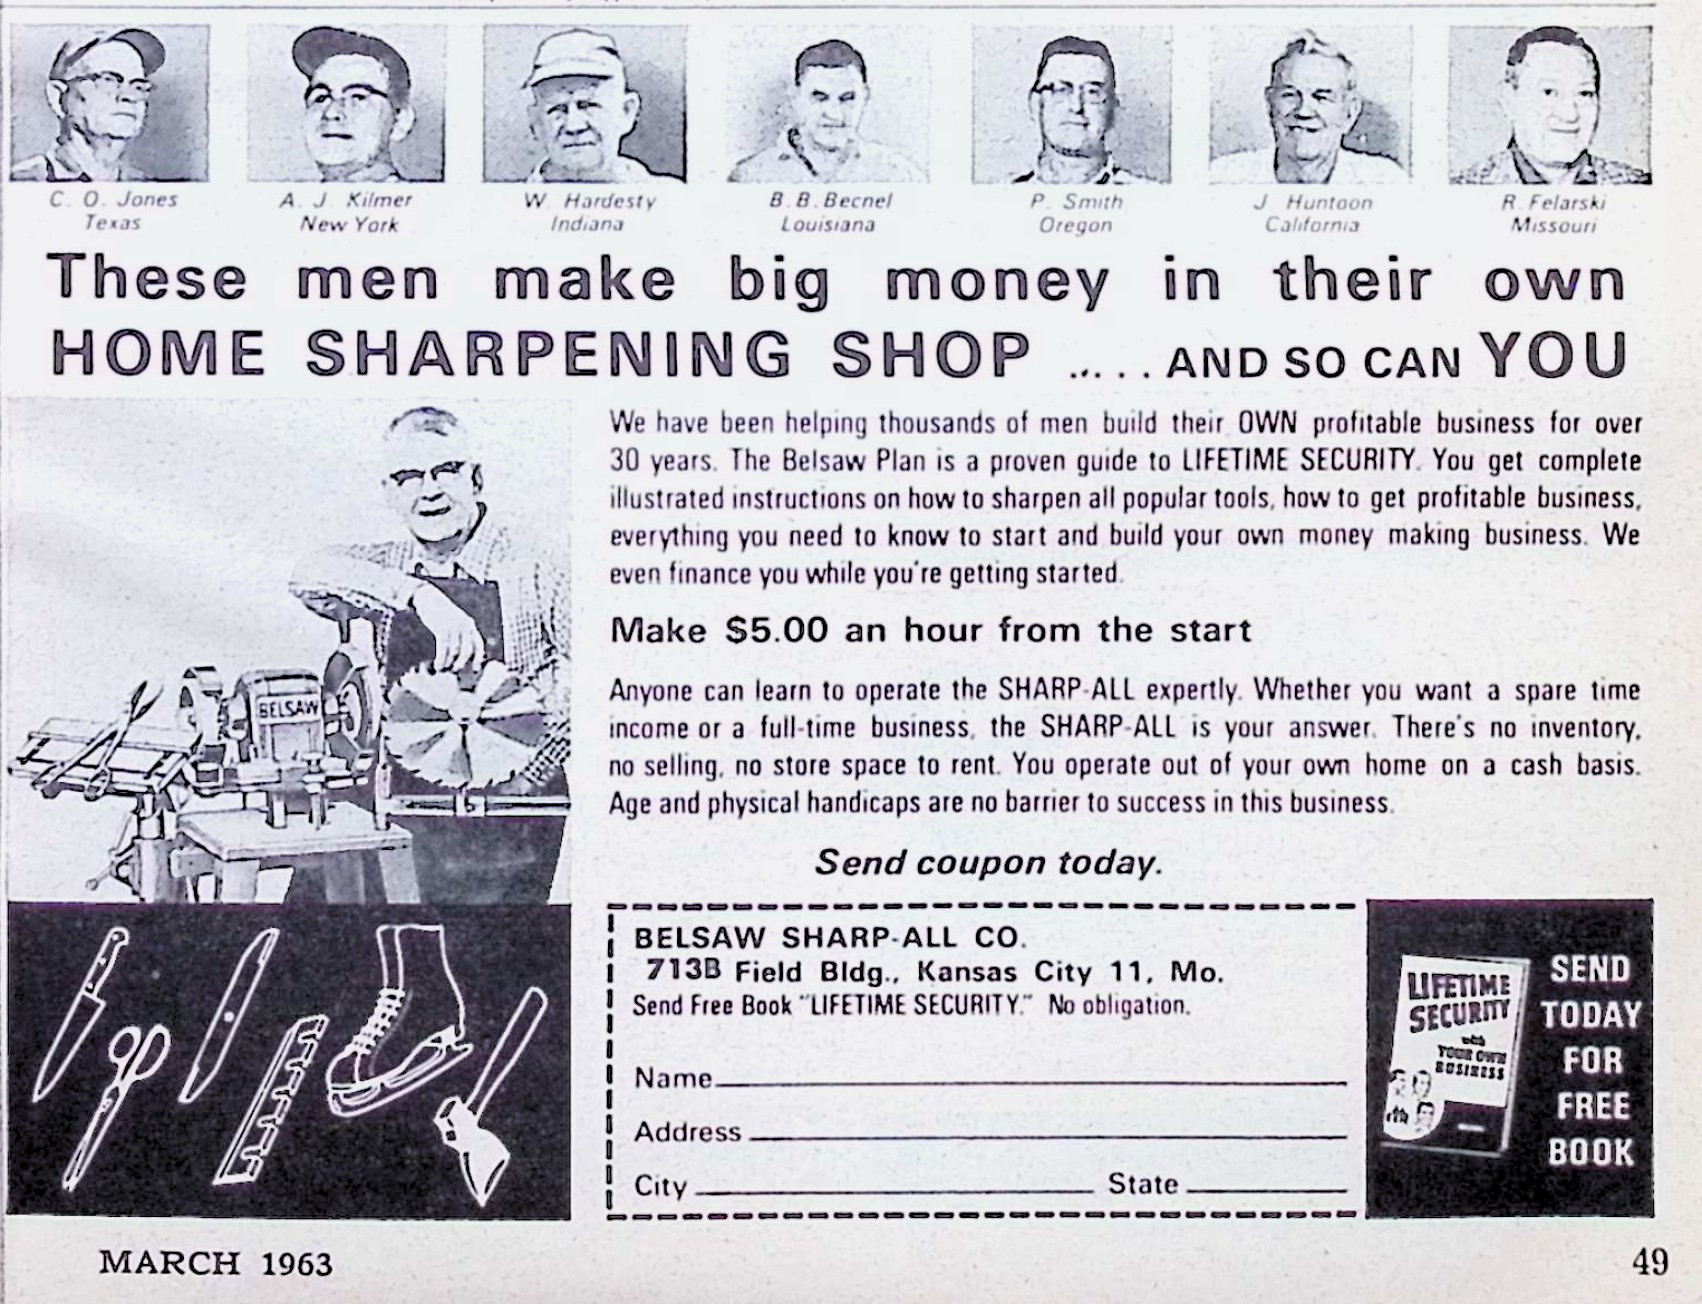 C. O. Jones
Texas
A. J. Kilmer
New York
W. Hardesty
Indiana
B. B. Becnel
Louisiana
P. Smith
Oregon
J. Huntoon
California
R. Felarski
Missouri
These men make big money in their own
HOME SHARPENING SHOP ..... AND SO CAN YOU
We have been helping thousands of men build their OWN profitable business for over
30 years. The Belsaw Plan is a proven guide to LIFETIME SECURITY. You get complete
illustrated instructions on how to sharpen all popular tools, how to get profitable business,
everything you need to know to start and build your own money making business. We
even finance you while you're getting started.
Make $5.00 an hour from the start
Anyone can learn to operate the SHARP-ALL expertly. Whether you want a spare time
income or a full-time business, the SHARP-ALL is your answer. There's no inventory,
no selling, no store space to rent. You operate out of your own home on a cash basis.
Age and physical handicaps are no barrier to success in this business.
BELSAW
Send coupon today.
BELSAW SHARP-ALL CO.
713B Field Bldg., Kansas City 11, Mo.
Send Free Book "LIFETIME SECURITY." No obligation.
Name
Address
City State
LIFETIME
SECURITY
with
YOUR OWN
BUSINESS
SEND
TODAY
FOR
FREE
BOOK
MARCH 1963
49